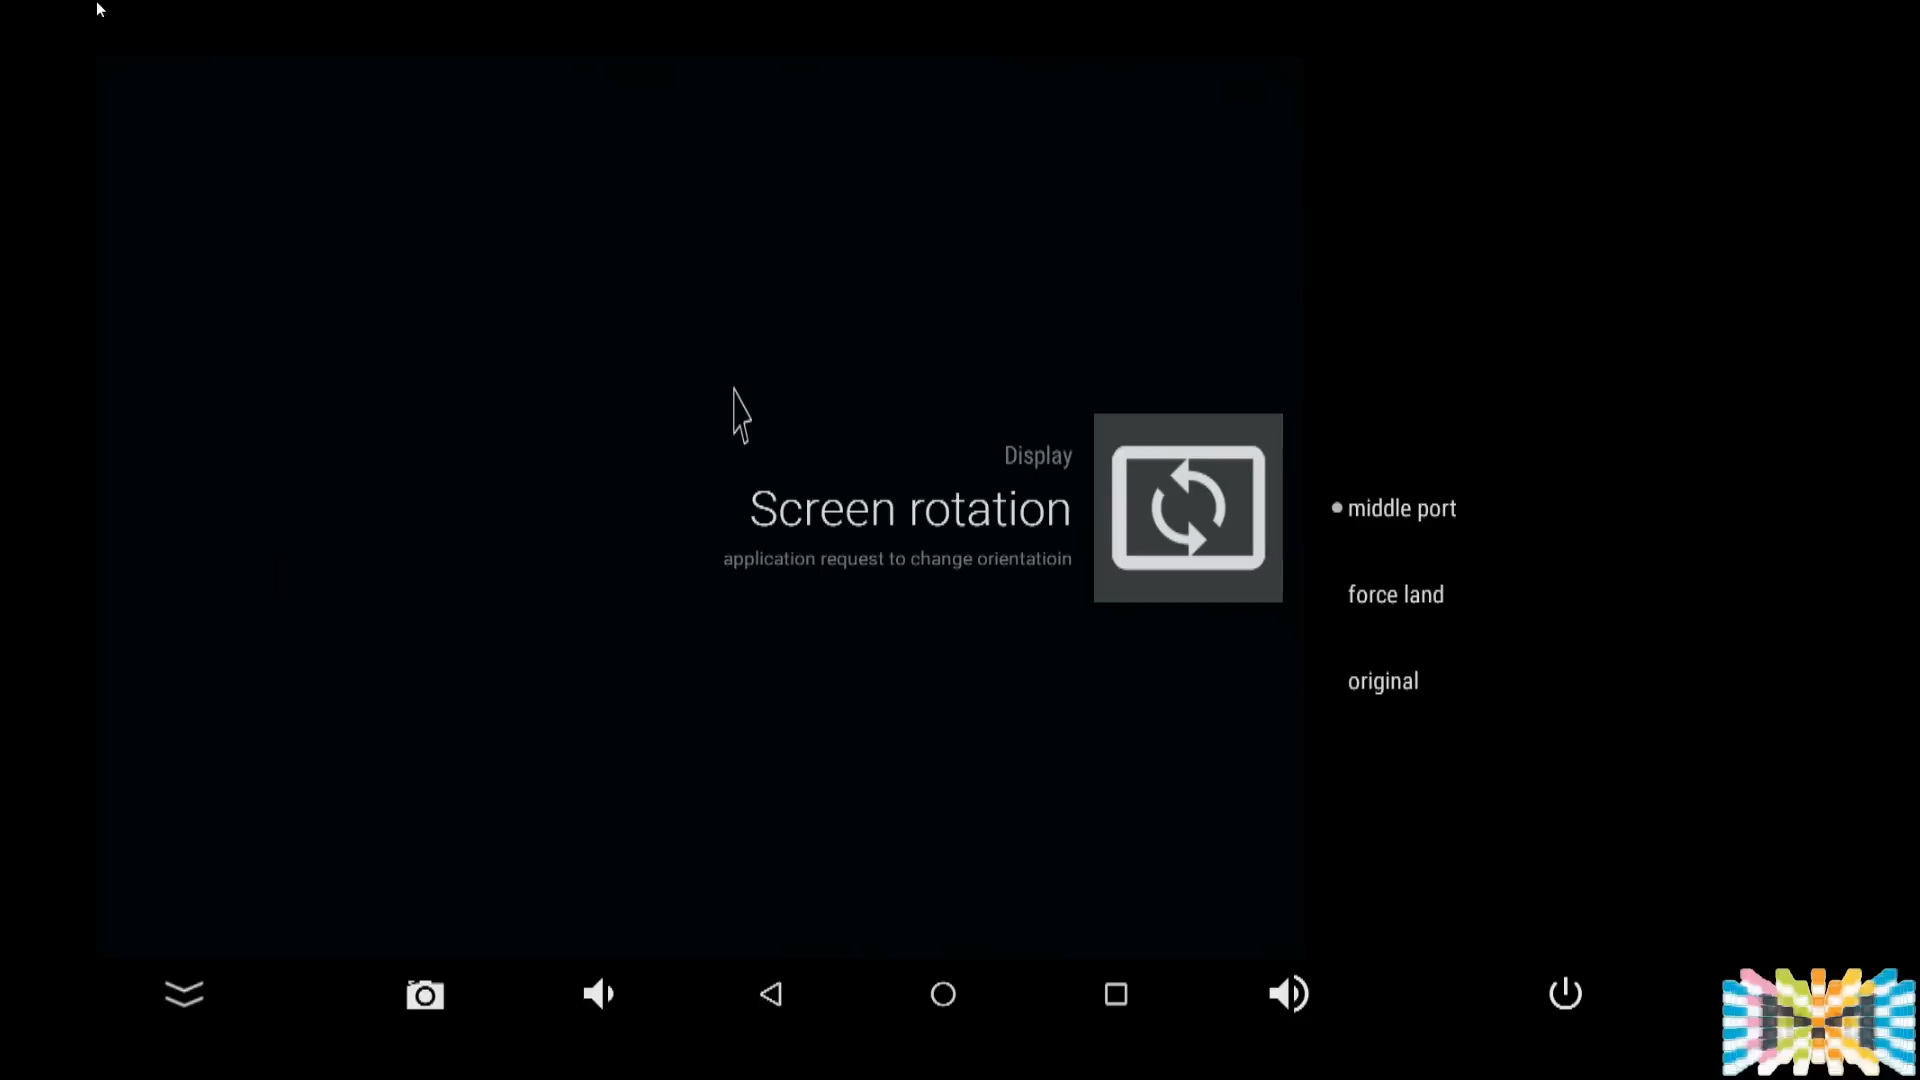 Display
Screen rotation
application request to change orientatioin
middle port
force land
original